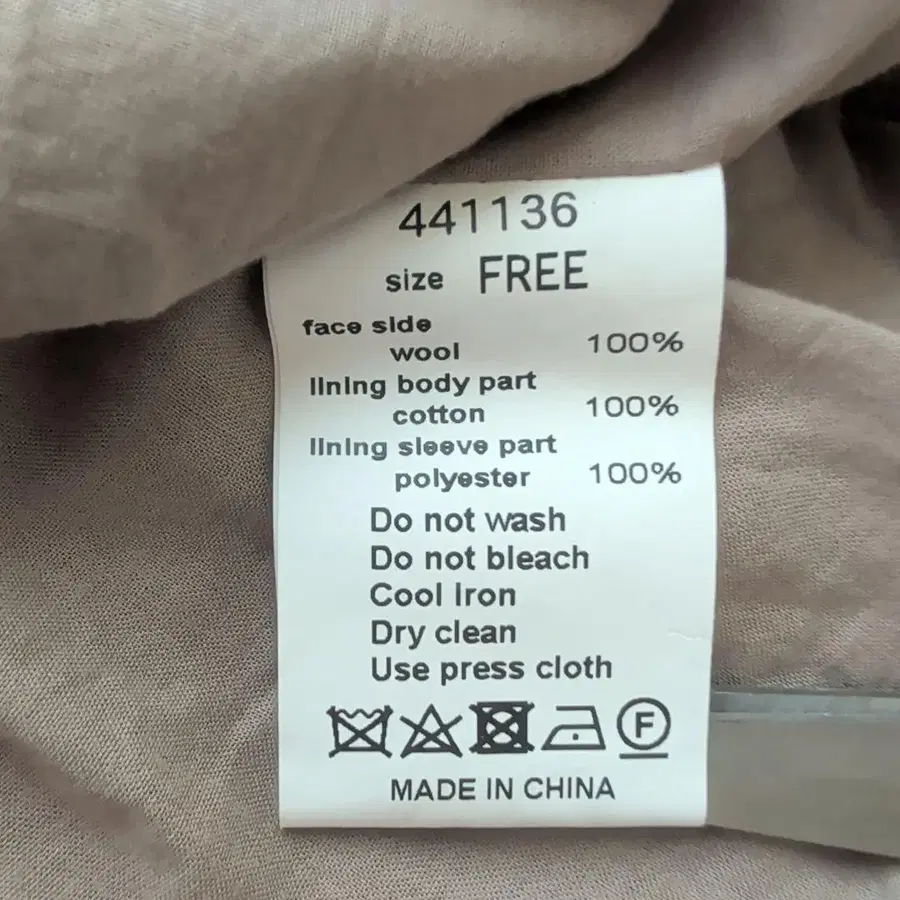 441136
size FREE
face side
wool 100%
lining body part
cotton 100%
lining sleeve part
polyester 100%
Do not wash
Do not bleach
Cool iron
Dry clean
Use press cloth
F
MADE IN CHINA